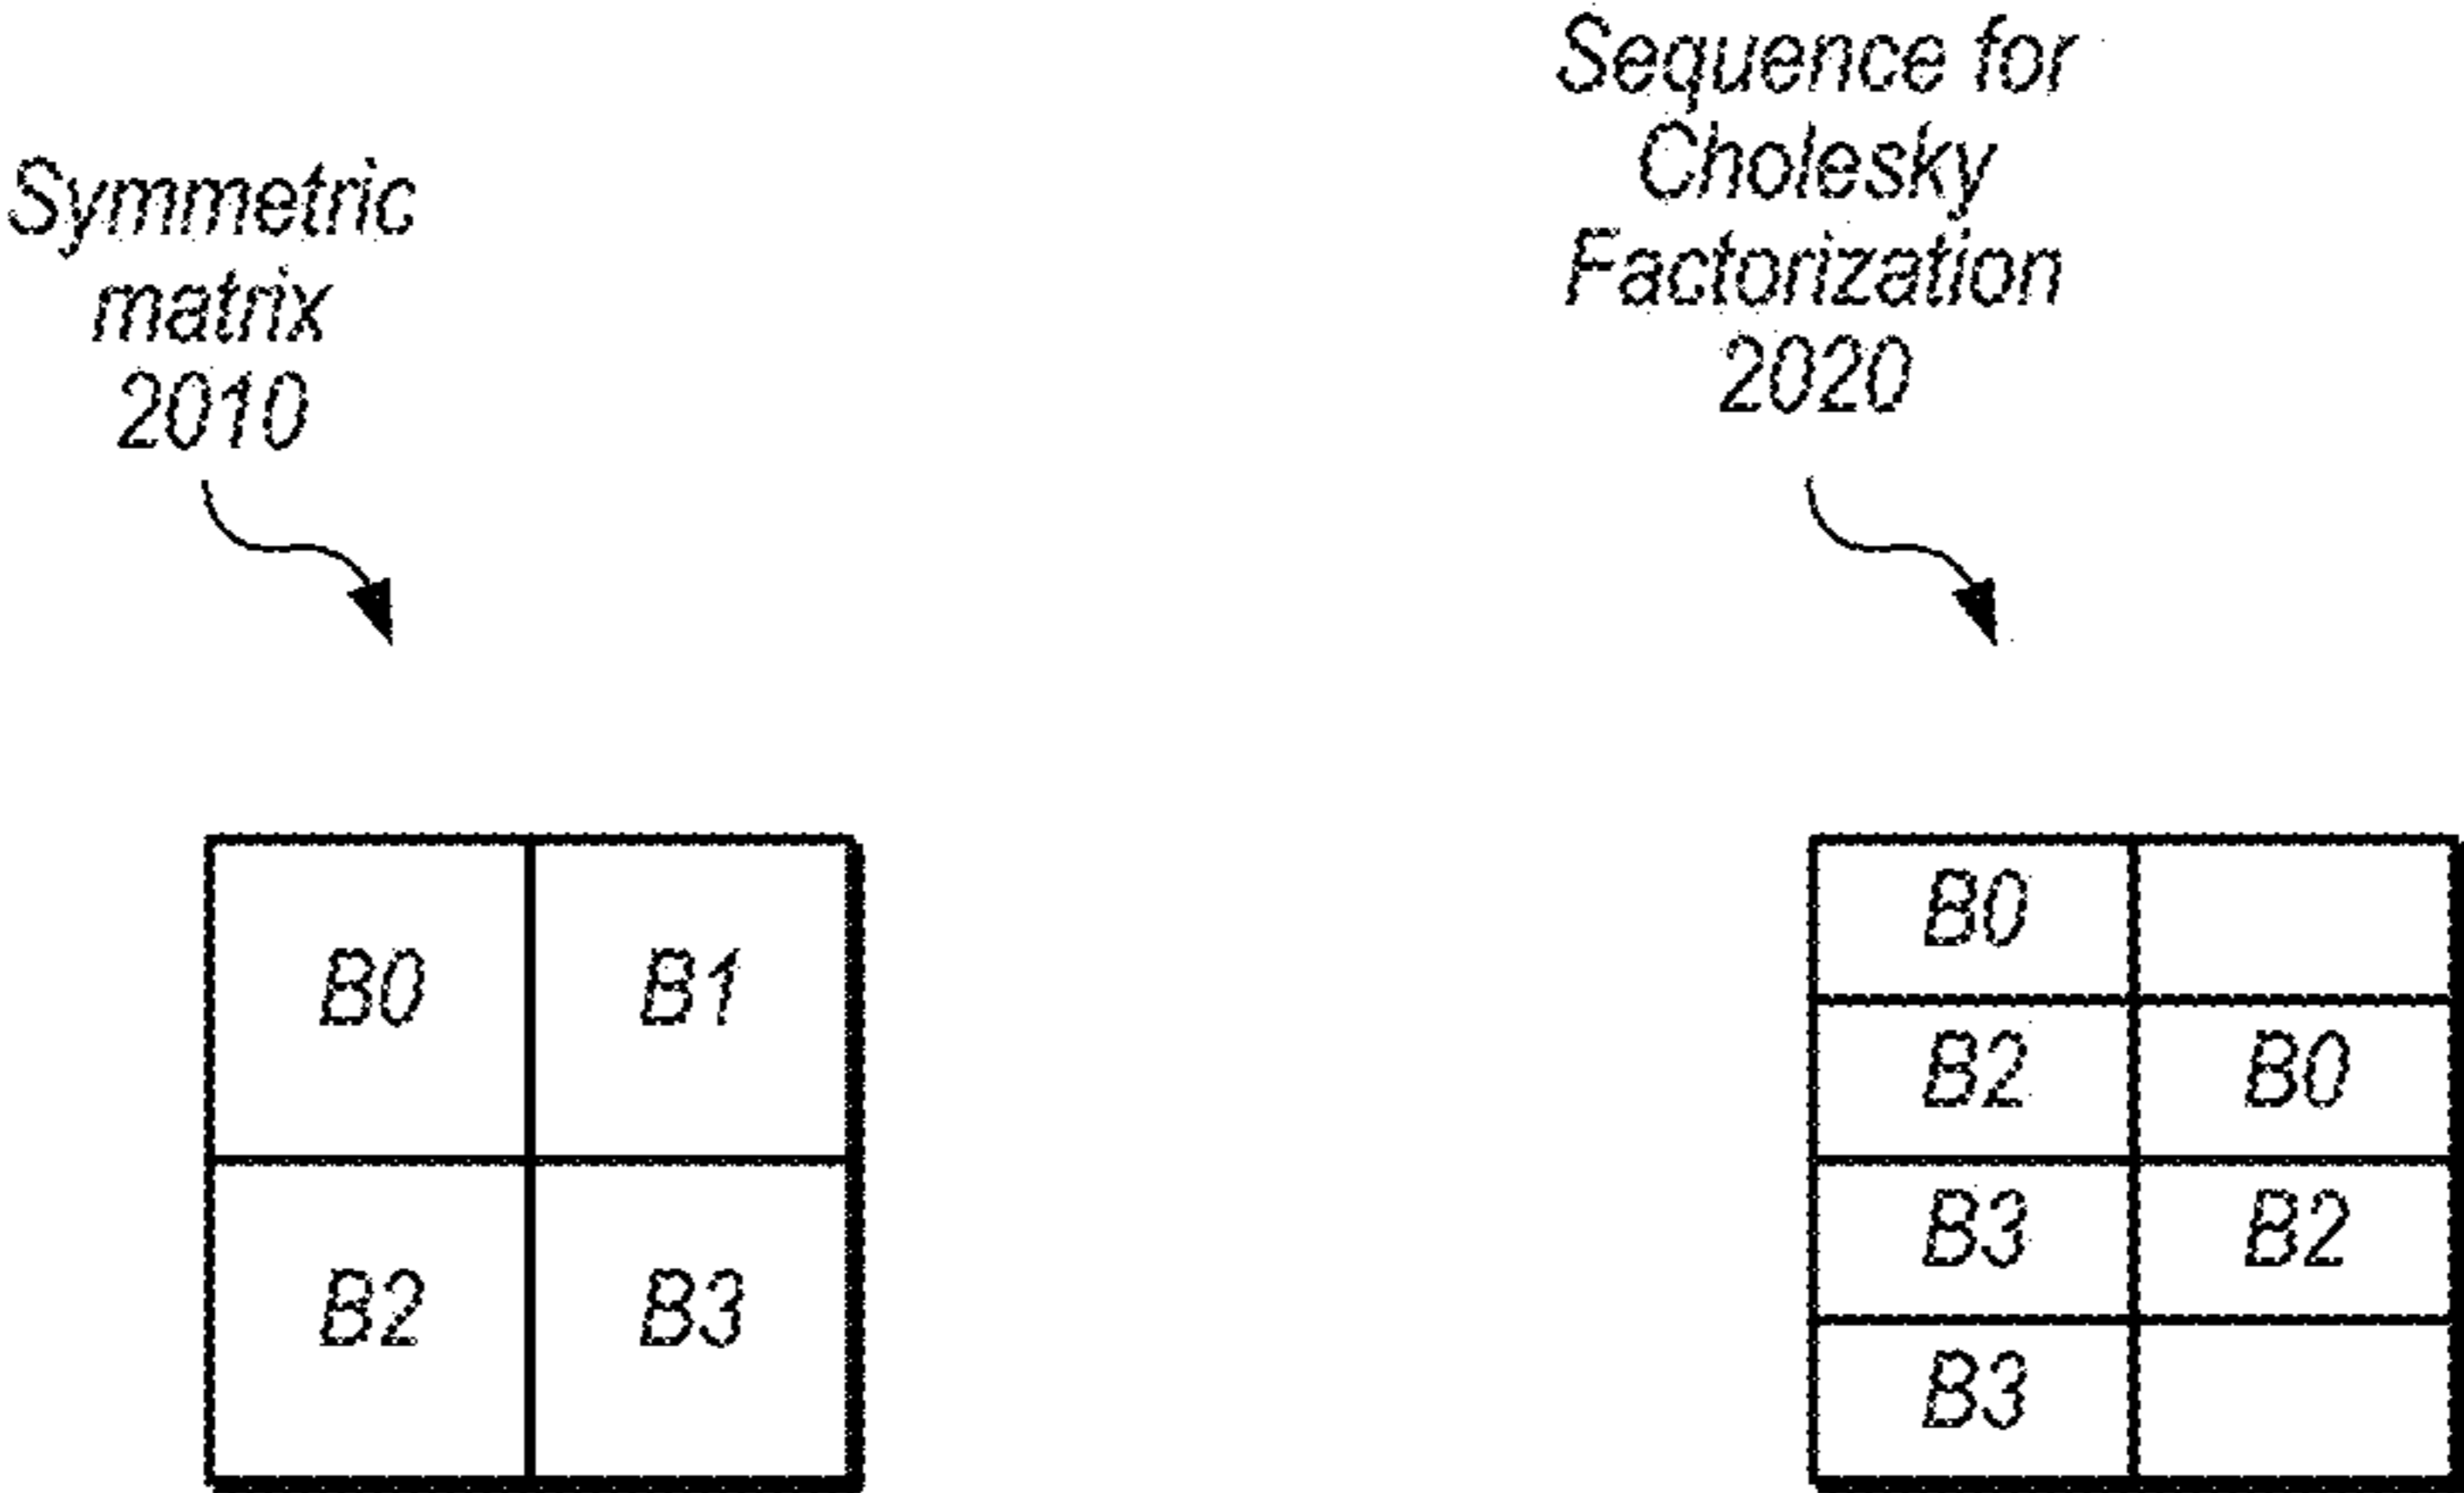 Symmetric
matrix
2010
Sequence for
Cholesky
Factorization
2020
B0 B1
B2 B3
B0
B2 B0
B3 B2
B3